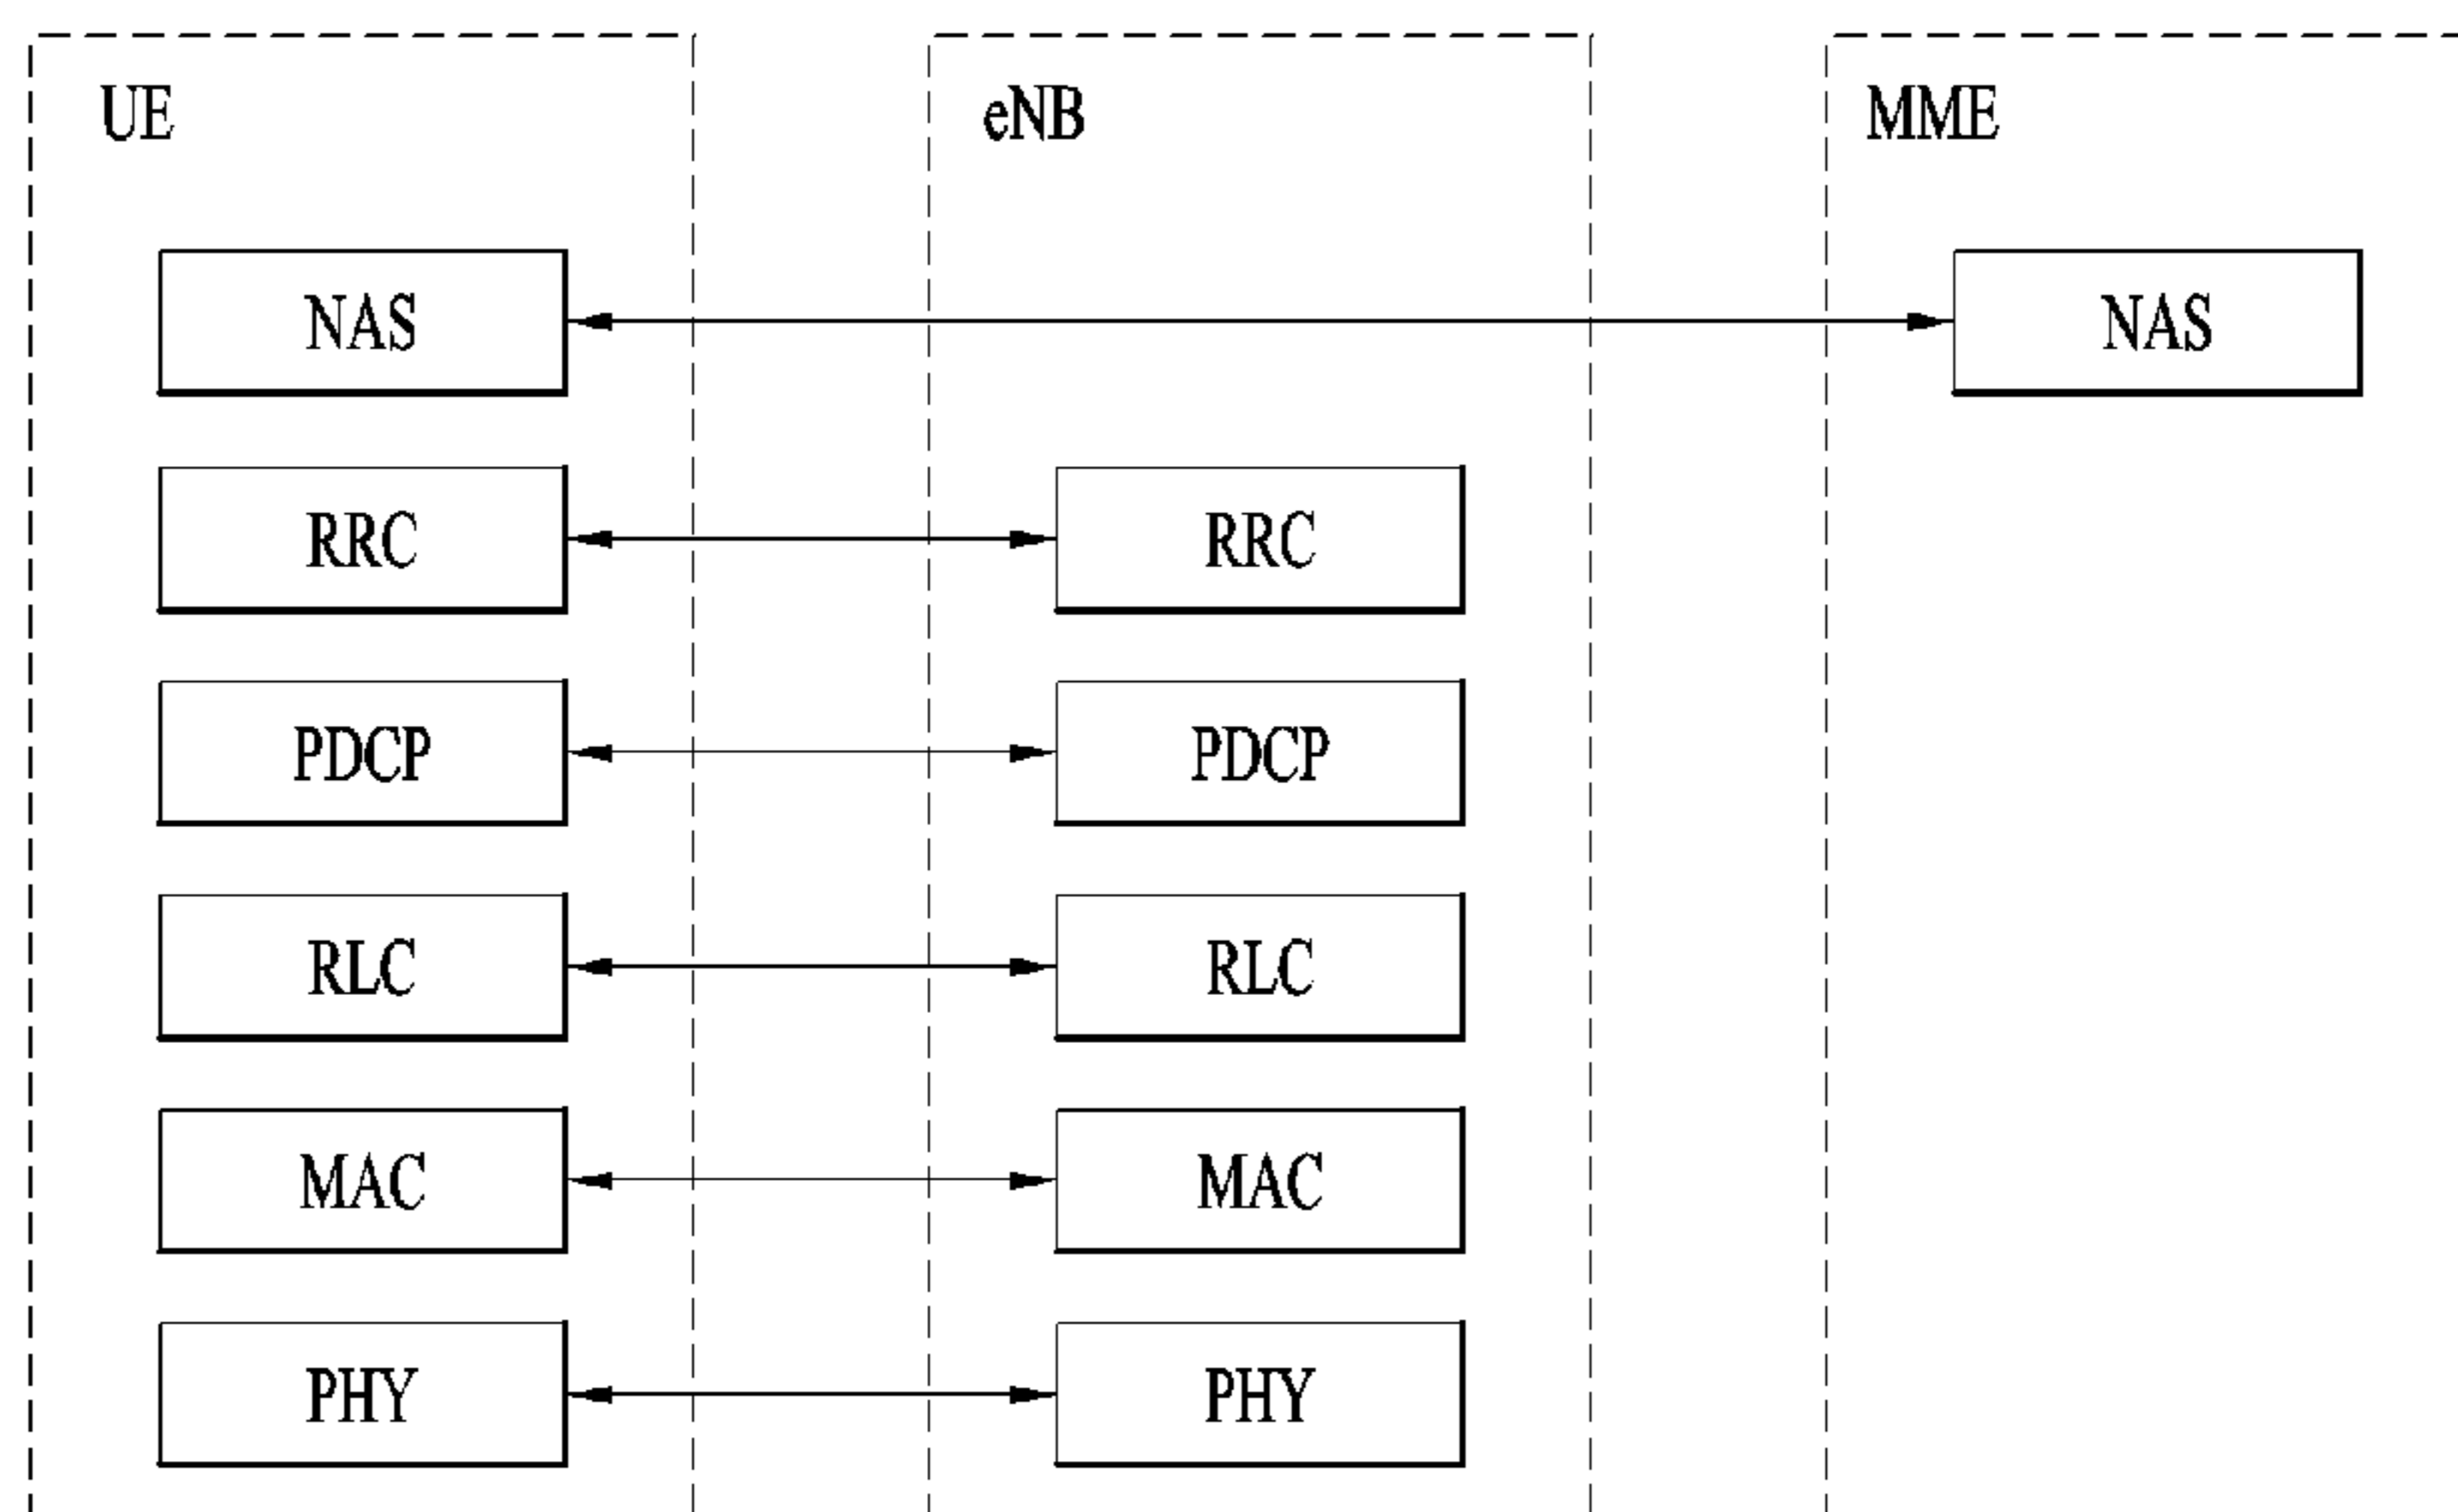 UE eNB MME
NAS NAS
RRC RRC
PDCP PDCP
RLC RLC
MAC MAC
PHY PHY